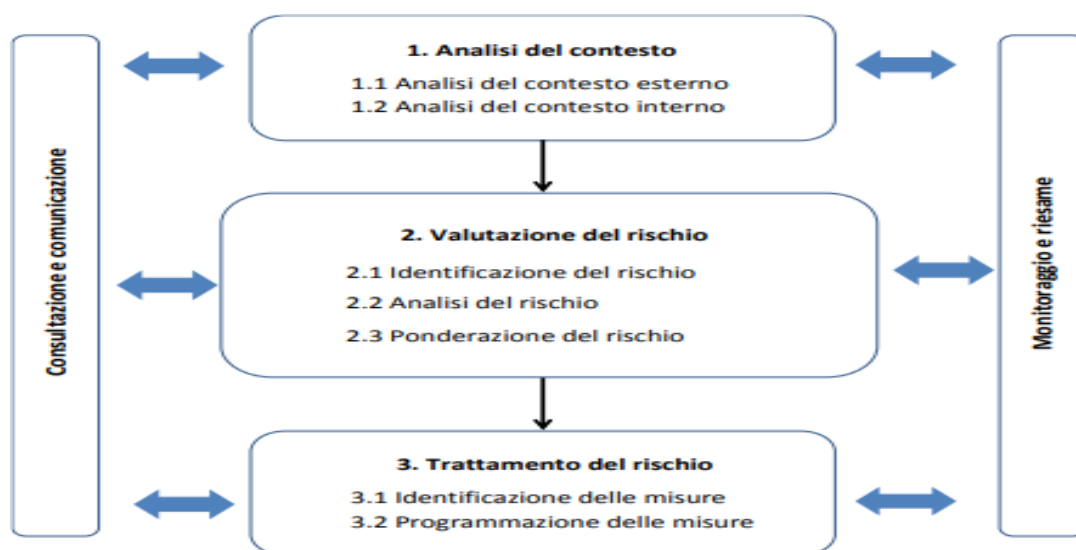 Consultazione e comunicazione
1. Analisi del contesto
1.1 Analisi del contesto esterno
1.2 Analisi del contesto interno
2. Valutazione del rischio
2.1 Identificazione del rischio
2.2 Analisi del rischio
2.3 Ponderazione del rischio
3. Trattamento del rischio
3.1 Identificazione delle misure
3.2 Programmazione delle misure
Monitoraggio e riesame